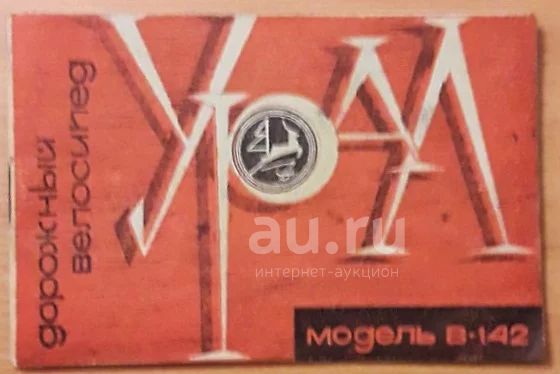 дорожный
велосипед
Урал
au.ru
интернет-аукцион
модель В-142